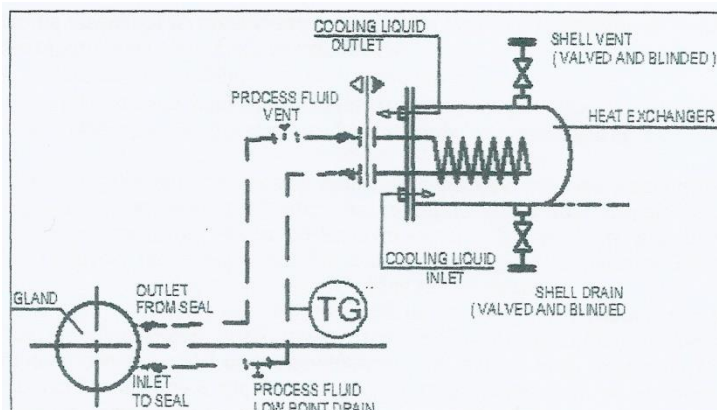 COOLING LIQUID
OUTLET
SHELL VENT
(VALVED AND BLINDED)
PROCESS FLUID
VENT
HEAT EXCHANGER
COOLING LIQUID
INLET
OUTLET
FROM SEAL
GLAND
TG
SHELL DRAIN
(VALVED AND BLINDED
INLET
TO SEAL
PROCESS FLUID
LOW POINT DRAIN